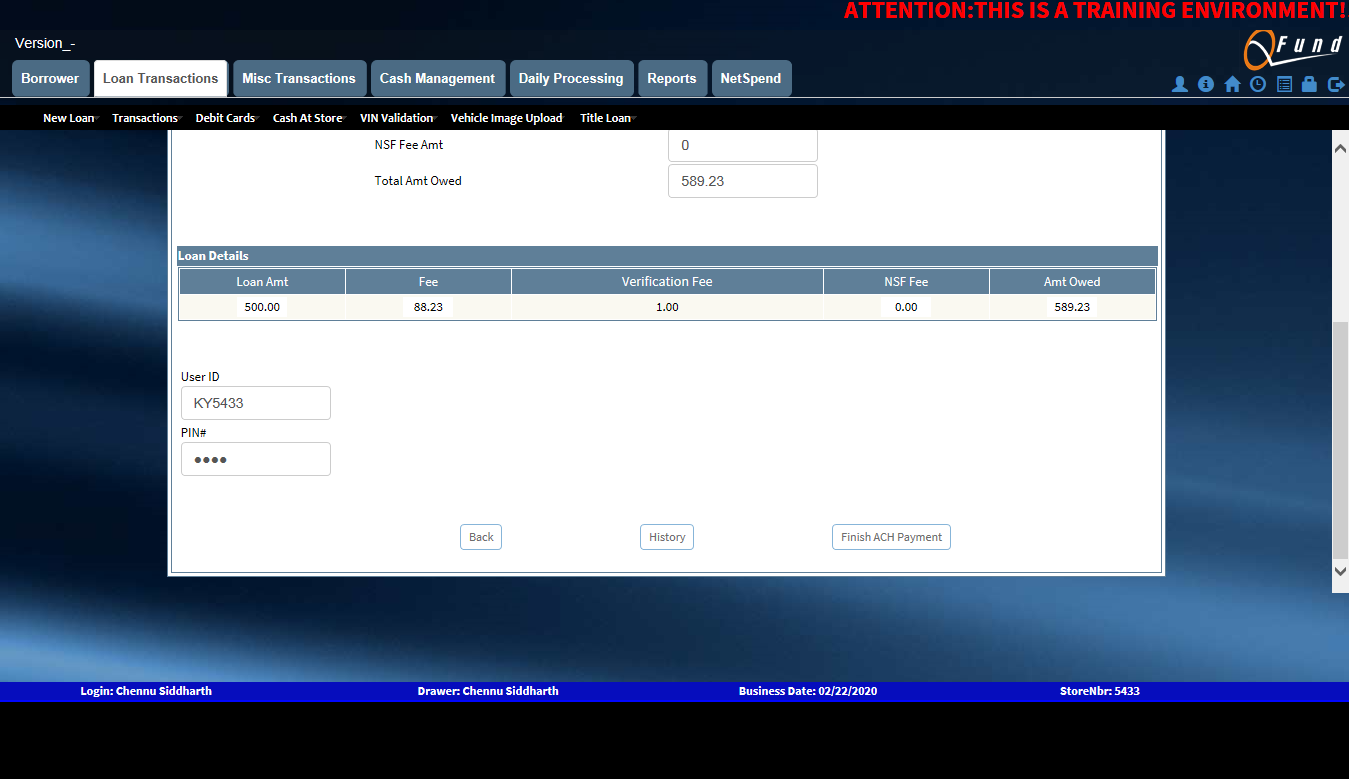 ATTENTION:THIS IS A TRAINING ENVIRONMENT!
Version_-
QFund
Borrower Loan Transactions Misc Transactions Cash Management Daily Processing Reports NetSpend
New Loan Transactions Debit Cards Cash At Store VIN Validation Vehicle Image Upload Title Loan
NSF Fee Amt 0
Total Amt Owed 589.23
Loan Details
Loan Amt Fee Verification Fee NSF Fee Amt Owed
500.00 88.23 1.00 0.00 589.23
User ID
KY5433
PIN#
●●●●
Back History Finish ACH Payment
Login: Chennu Siddharth Drawer: Chennu Siddharth Business Date: 02/22/2020 StoreNbr: 5433